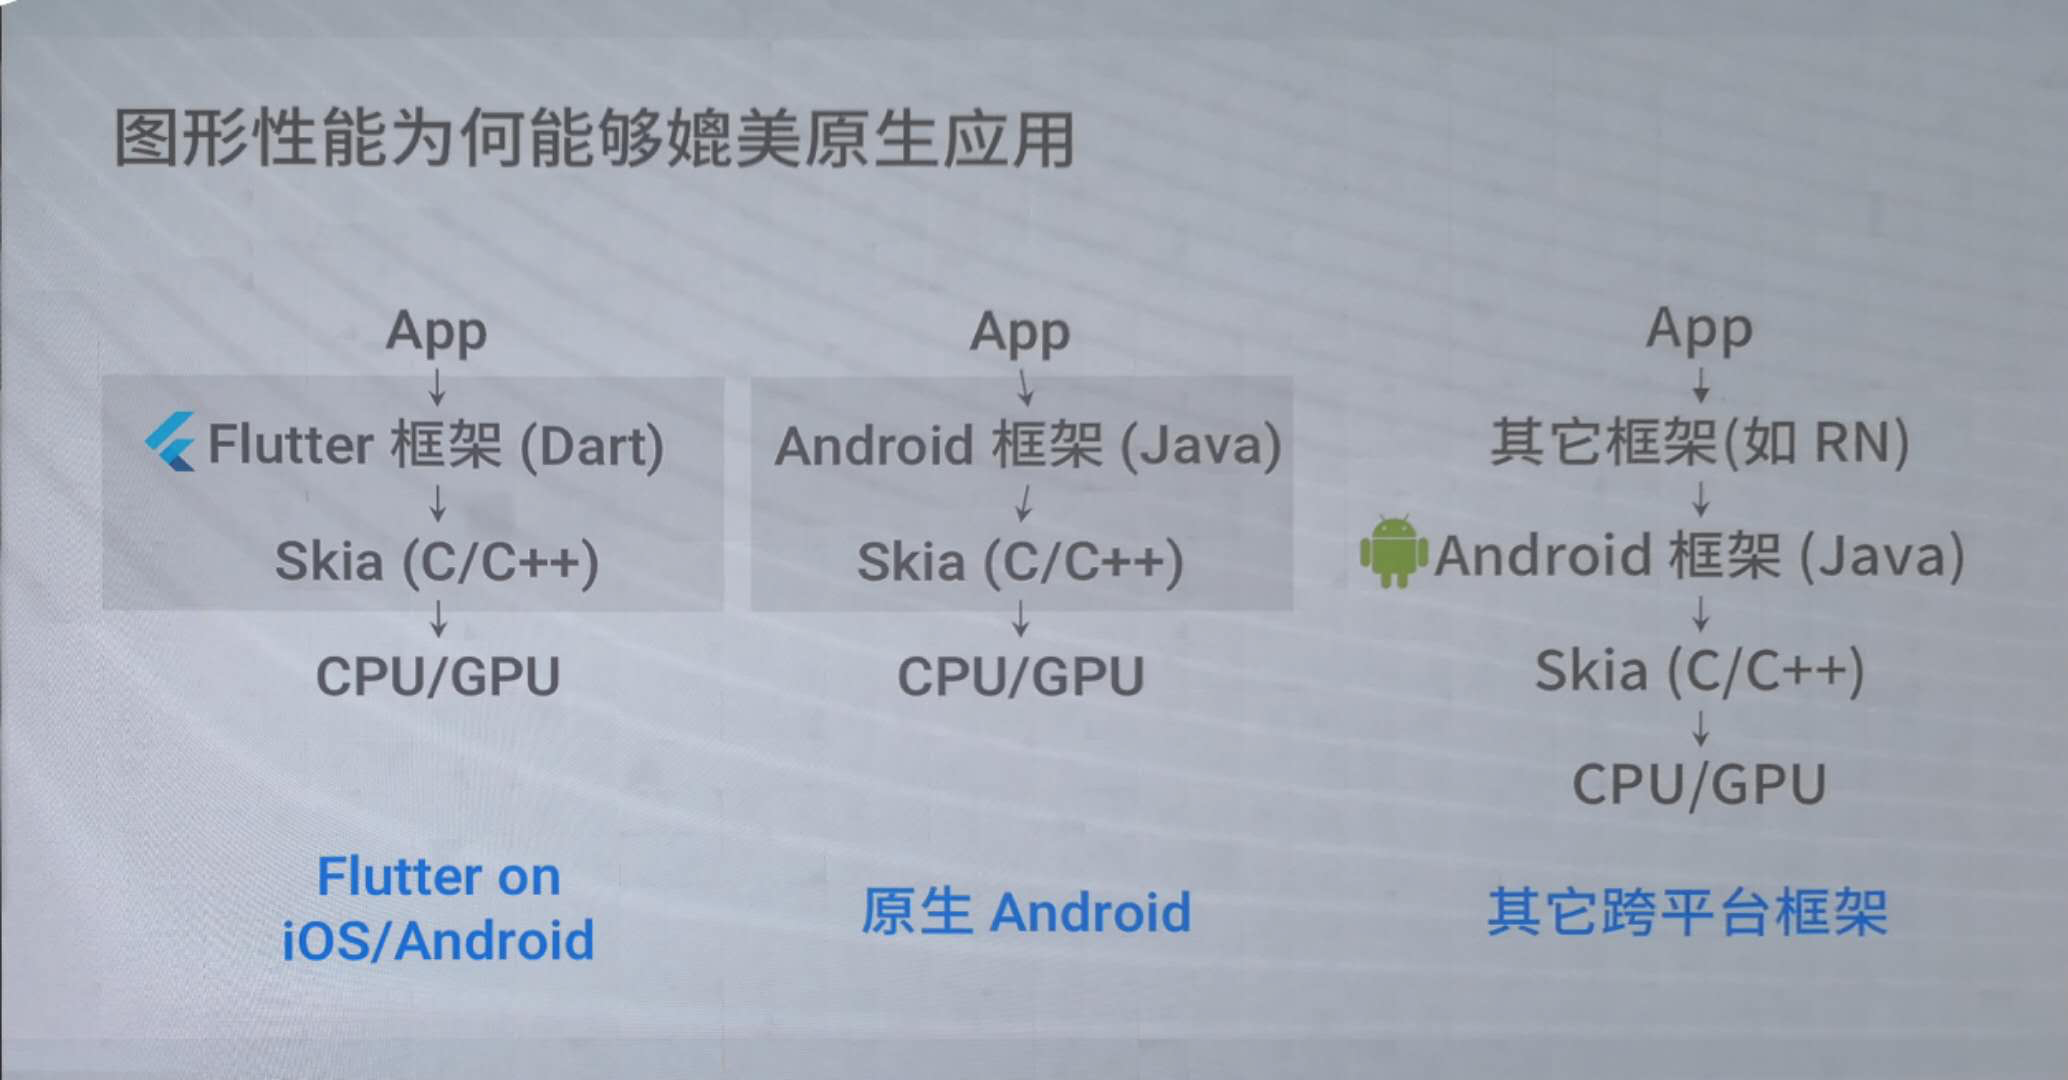 图形性能为何能够媲美原生应用
App
Flutter 框架 (Dart)
Skia (C/C++)
CPU/GPU
Flutter on
iOS/Android
App
Android 框架 (Java)
Skia (C/C++)
CPU/GPU
原生 Android
App
其它框架(如 RN)
Android 框架 (Java)
Skia (C/C++)
CPU/GPU
其它跨平台框架